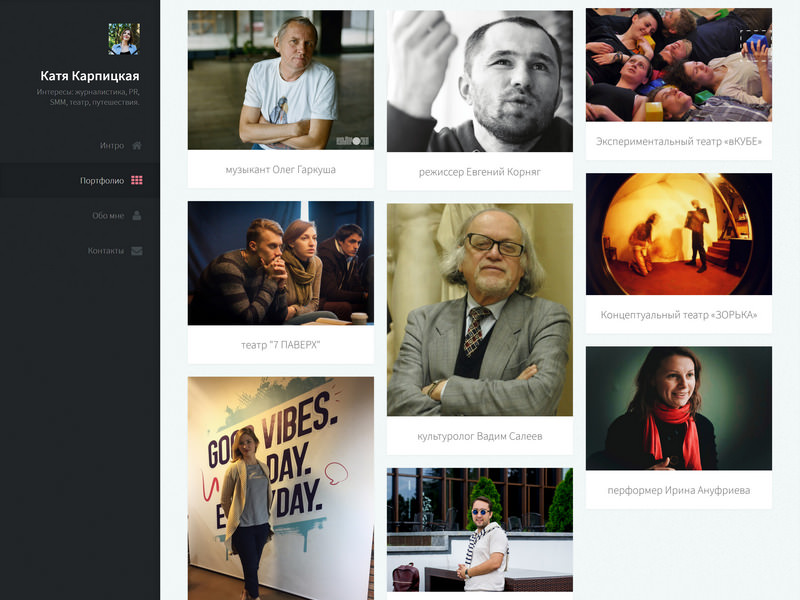 Катя Карпицкая
Интересы: журналистика, PR,
SMM, театр, путешествия.
Интро
Портфолио
Обо мне
Контакты
музыкант Олег Гаркуша
театр "7 ПАВЕРХ"
GOOD VIBES.
DAY.
DAY.
режиссер Евгений Корняг
культуролог Вадим Салеев
Экспериментальный театр «вКУБЕ»
Концептуальный театр «ЗОРЬКА»
перформер Ирина Ануфриева